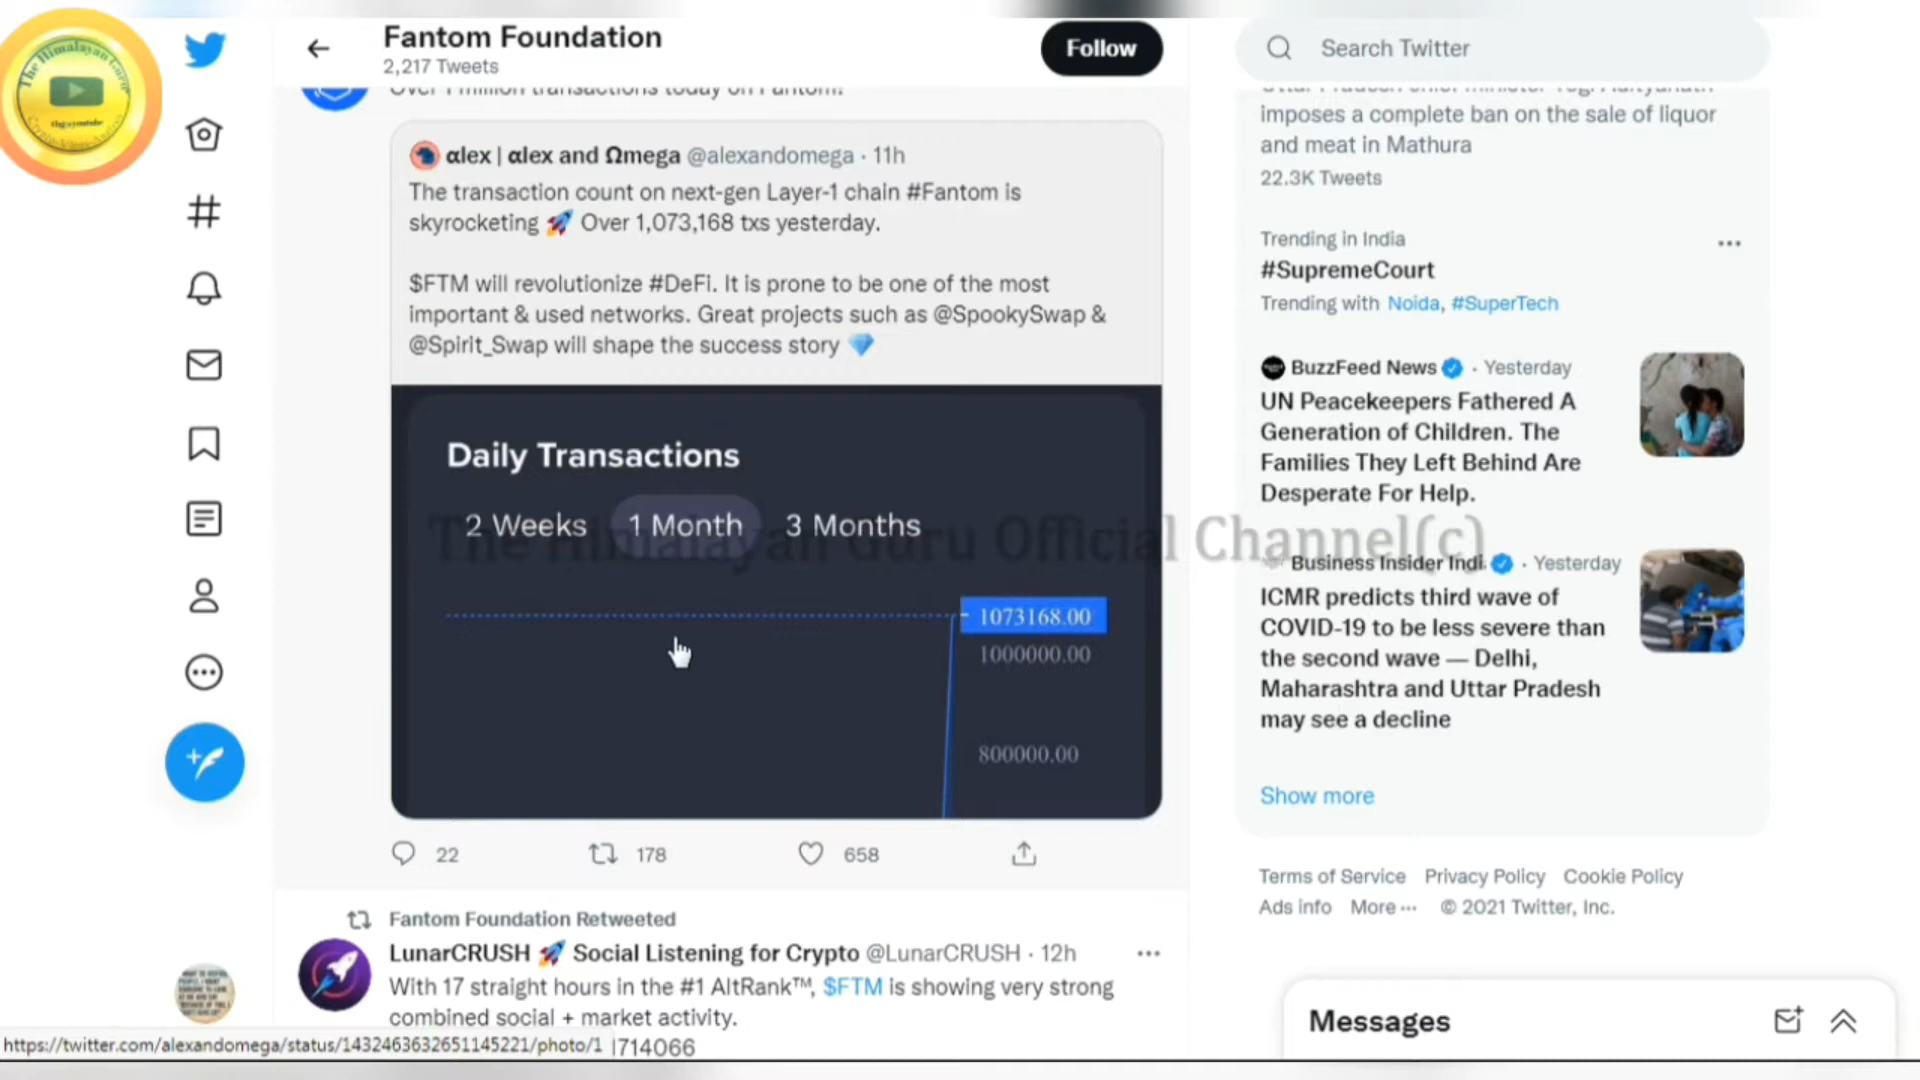 The Himalayan Guru
Fantom Foundation
2,217 Tweets
Follow
Over 1 million transactions today on Fantom!
αlex | αlex and Ωmega @alexandomega · 11h
The transaction count on next-gen Layer-1 chain #Fantom is
skyrocketing 🚀 Over 1,073,168 txs yesterday.
$FTM will revolutionize #DeFi. It is prone to be one of the most
important & used networks. Great projects such as @SpookySwap &
@Spirit_Swap will shape the success story 💎
Daily Transactions
2 Weeks 1 Month 3 Months
The Himalayan Guru Official Channel(c)
1073168.00
1000000.00
800000.00
22 178 658
Fantom Foundation Retweeted
LunarCRUSH 🚀 Social Listening for Crypto @LunarCRUSH · 12h
With 17 straight hours in the #1 AltRank™, $FTM is showing very strong
combined social + market activity.
714066
https://twitter.com/alexandomega/status/1432463632651145221/photo/1
Search Twitter
Uttar Pradesh chief minister Yogi Adityanath
imposes a complete ban on the sale of liquor
and meat in Mathura
22.3K Tweets
Trending in India
#SupremeCourt
Trending with Noida, #SuperTech
BuzzFeed News · Yesterday
UN Peacekeepers Fathered A
Generation of Children. The
Families They Left Behind Are
Desperate For Help.
Business Insider Indi · Yesterday
ICMR predicts third wave of
COVID-19 to be less severe than
the second wave — Delhi,
Maharashtra and Uttar Pradesh
may see a decline
Show more
Terms of Service Privacy Policy Cookie Policy
Ads info More ··· © 2021 Twitter, Inc.
Messages